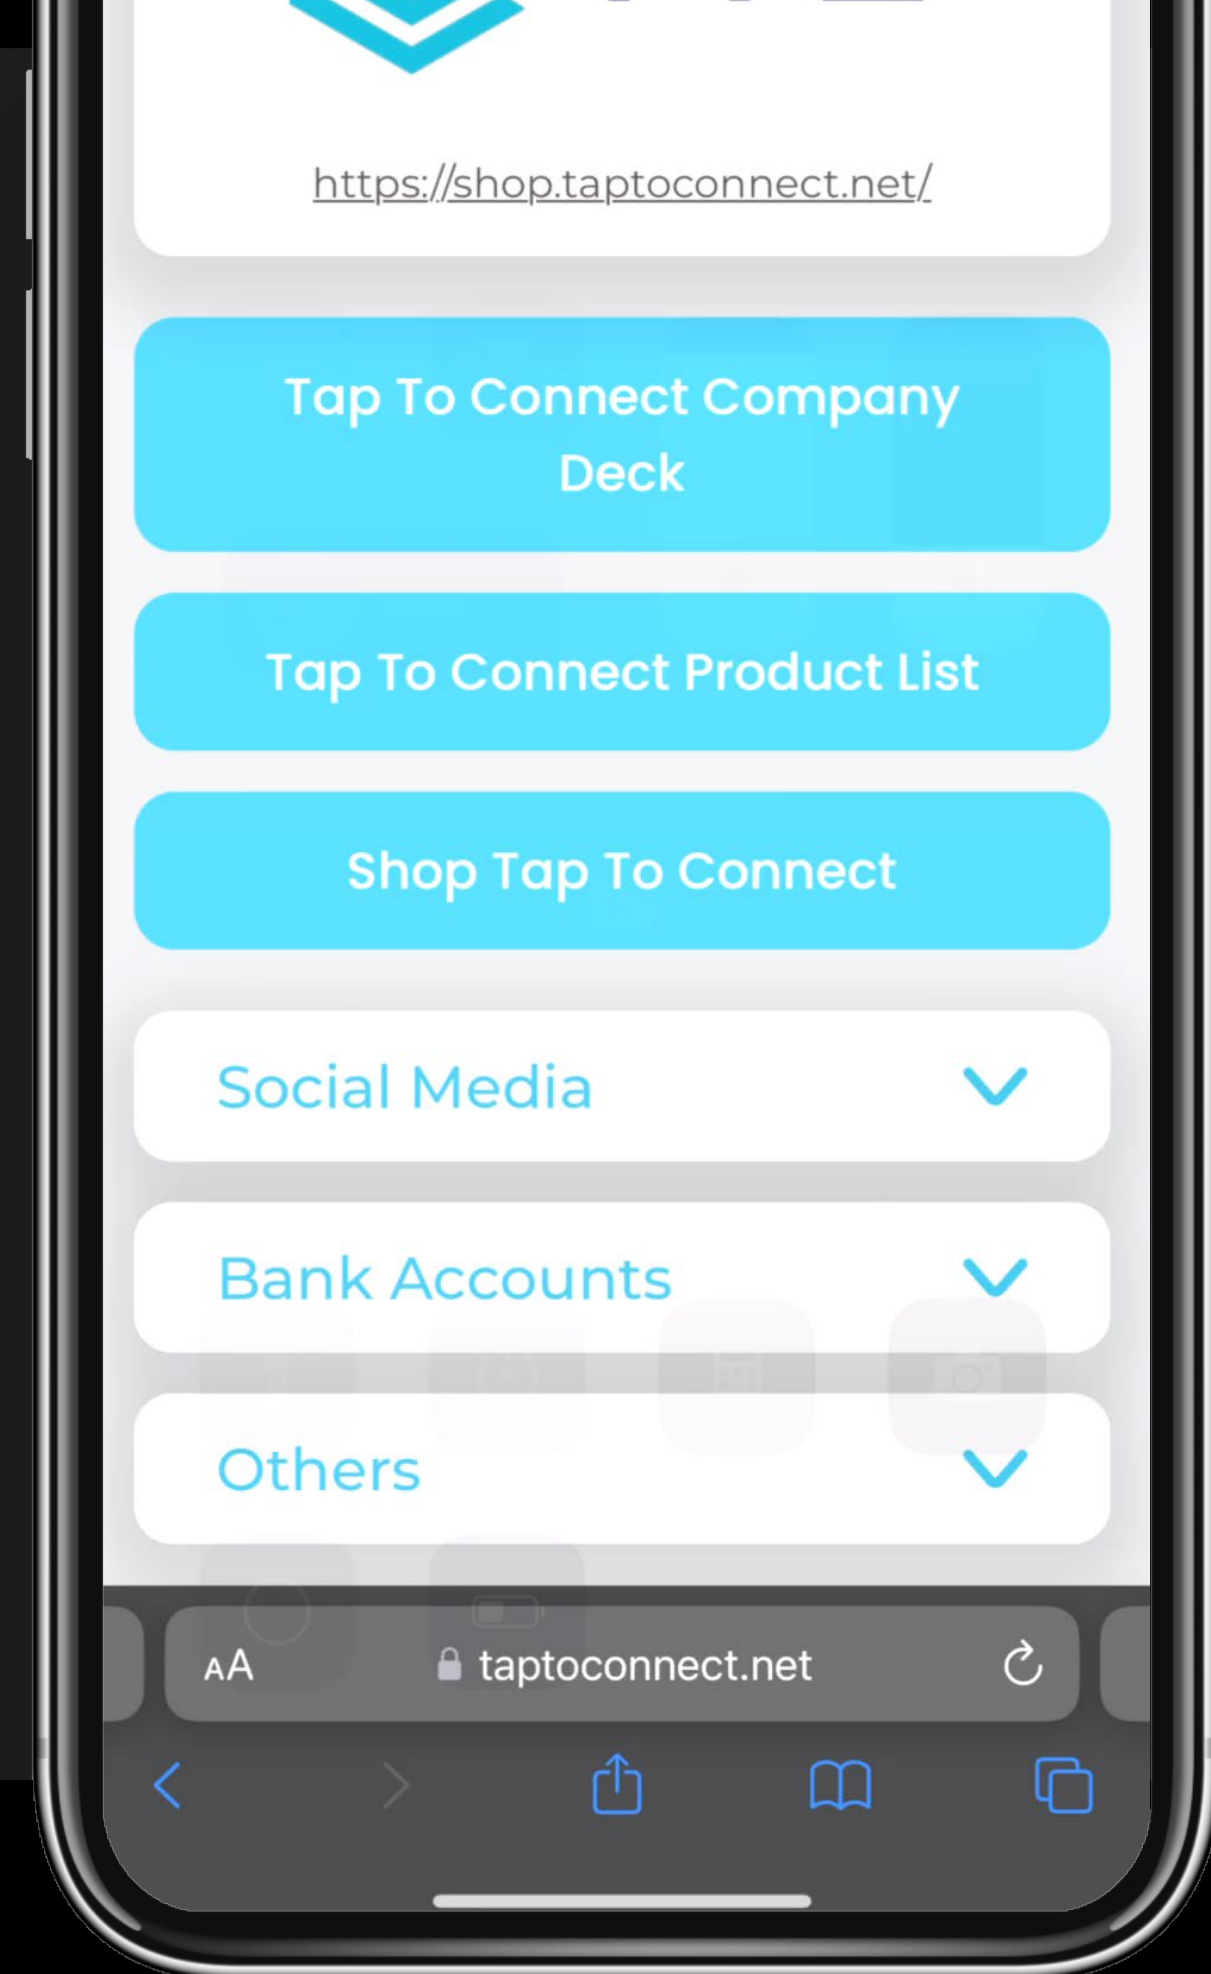 https://shop.taptoconnect.net/
Tap To Connect Company
Deck
Tap To Connect Product List
Shop Tap To Connect
Social Media
Bank Accounts
Others
AA
taptoconnect.net